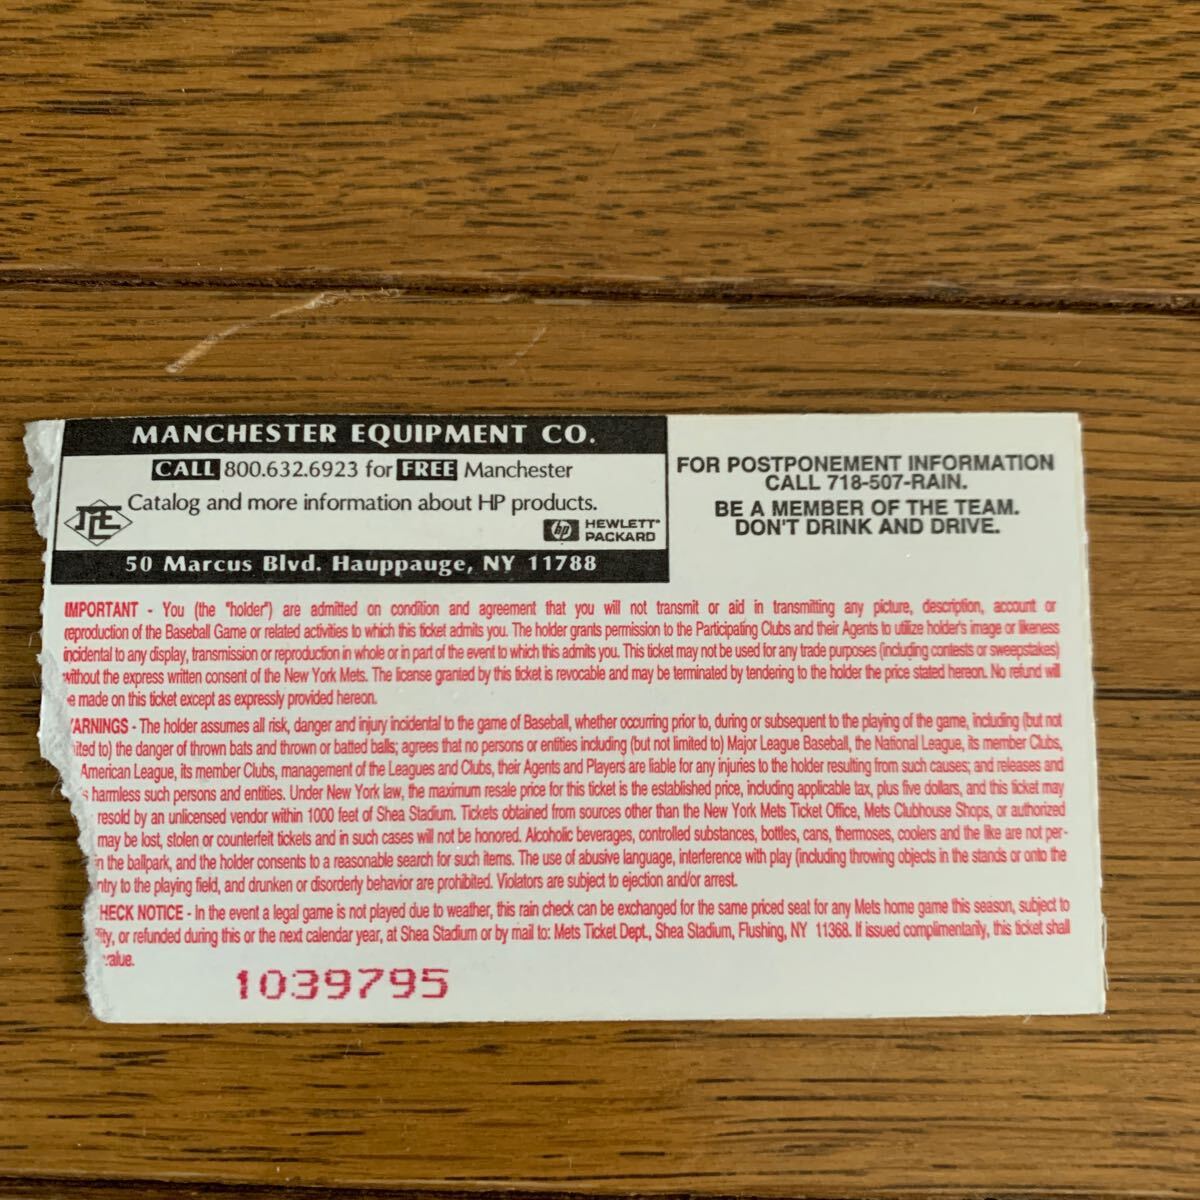 MANCHESTER EQUIPMENT CO.
CALL 800.632.6923 for FREE Manchester
Catalog and more information about HP products.
hp HEWLETT®
PACKARD
50 Marcus Blvd. Hauppauge, NY 11788
FOR POSTPONEMENT INFORMATION
CALL 718-507-RAIN.
BE A MEMBER OF THE TEAM.
DON'T DRINK AND DRIVE.
IMPORTANT - You (the "holder") are admitted on condition and agreement that you will not transmit or aid in transmitting any picture, description, account or
reproduction of the Baseball Game or related activities to which this ticket admits you. The holder grants permission to the Participating Clubs and their Agents to utilize holder's image or likeness
incidental to any display, transmission or reproduction in whole or in part of the event to which this admits you. This ticket may not be used for any trade purposes (including contests or sweepstakes)
without the express written consent of the New York Mets. The license granted by this ticket is revocable and may be terminated by tendering to the holder the price stated hereon. No refund will
e made on this ticket except as expressly provided hereon.
ARNINGS - The holder assumes all risk, danger and injury incidental to the game of Baseball, whether occurring prior to, during or subsequent to the playing of the game, including (but not
ited to) the danger of thrown bats and thrown or batted balls; agrees that no persons or entities including (but not limited to) Major League Baseball, the National League, its member Clubs,
American League, its member Clubs, management of the Leagues and Clubs, their Agents and Players are liable for any injuries to the holder resulting from such causes; and releases and
s harmless such persons and entities. Under New York law, the maximum resale price for this ticket is the established price, including applicable tax, plus five dollars, and this ticket may
resold by an unlicensed vendor within 1000 feet of Shea Stadium. Tickets obtained from sources other than the New York Mets Ticket Office, Mets Clubhouse Shops, or authorized
may be lost, stolen or counterfeit tickets and in such cases will not be honored. Alcoholic beverages, controlled substances, bottles, cans, thermoses, coolers and the like are not per-
in the ballpark, and the holder consents to a reasonable search for such items. The use of abusive language, interference with play (including throwing objects in the stands or onto the
ntry to the playing field, and drunken or disorderly behavior are prohibited. Violators are subject to ejection and/or arrest.
HECK NOTICE - In the event a legal game is not played due to weather, this rain check can be exchanged for the same priced seat for any Mets home game this season, subject to
ity, or refunded during this or the next calendar year, at Shea Stadium or by mail to: Mets Ticket Dept., Shea Stadium, Flushing, NY 11368. If issued complimentarily, this ticket shall
value.
1039795